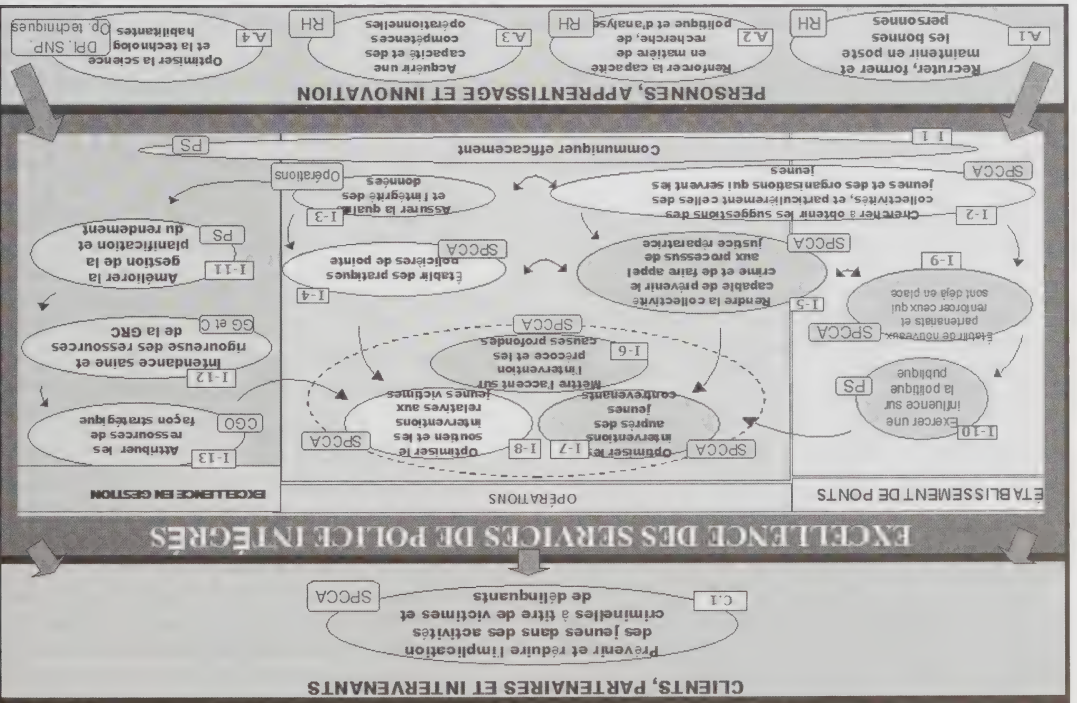 CLIENTS, PARTENAIRES ET INTERVENANTS
Prévenir et réduire l'implication
des jeunes dans des activités
criminelles à titre de victimes et
de délinquants
C.1
SPCCA
EXCELLENCE DES SERVICES DE POLICE INTÉGRÉS
ÉTABLISSEMENT DE PONTS
I-10
Exercer une
influence sur
la politique
publique
PS
Établir de nouveaux
partenariats et
renforcer ceux qui
sont déjà en place
SPCCA
I-9
OPÉRATIONS
SPCCA
Optimiser les
interventions
auprès des
jeunes
contrevenants
I-7
I-8
Optimiser le
soutien et les
interventions
relatives aux
jeunes victimes
SPCCA
Mettre l'accent sur
l'intervention
précoce et les
causes profondes
I-6
SPCCA
I-5
Rendre la collectivité
capable de prévenir le
crime et de faire appel
aux processus de
justice réparatrice
SPCCA
I-4
Établir des pratiques
policières de pointe
SPCCA
I-2
Chercher à obtenir les suggestions des
collectivités, et particulièrement celles des
jeunes et des organisations qui servent les
jeunes
SPCCA
I-3
Assurer la qualité
et l'intégrité des
données
Opérations
EXCELLENCE EN GESTION
I-13
Attribuer les
ressources de
façon stratégique
CGO
I-12
Intendance saine et
rigoureuse des ressources
de la GRC
GG et C
I-11
Améliorer la
gestion de la
planification et
du rendement
PS
I-1
Communiquer efficacement
PS
PERSONNES, APPRENTISSAGE ET INNOVATION
Recruter, former et
maintenir en poste
les bonnes
personnes
A.1
RH
Renforcer la capacité
en matière de
recherche, de
politique et d'analyse
A.2
RH
Acquérir une
capacité et des
compétences
opérationnelles
A.3
RH
Optimiser la science
et la technologie
habilitantes
A.4
DPI. SNP.
Op. techniques